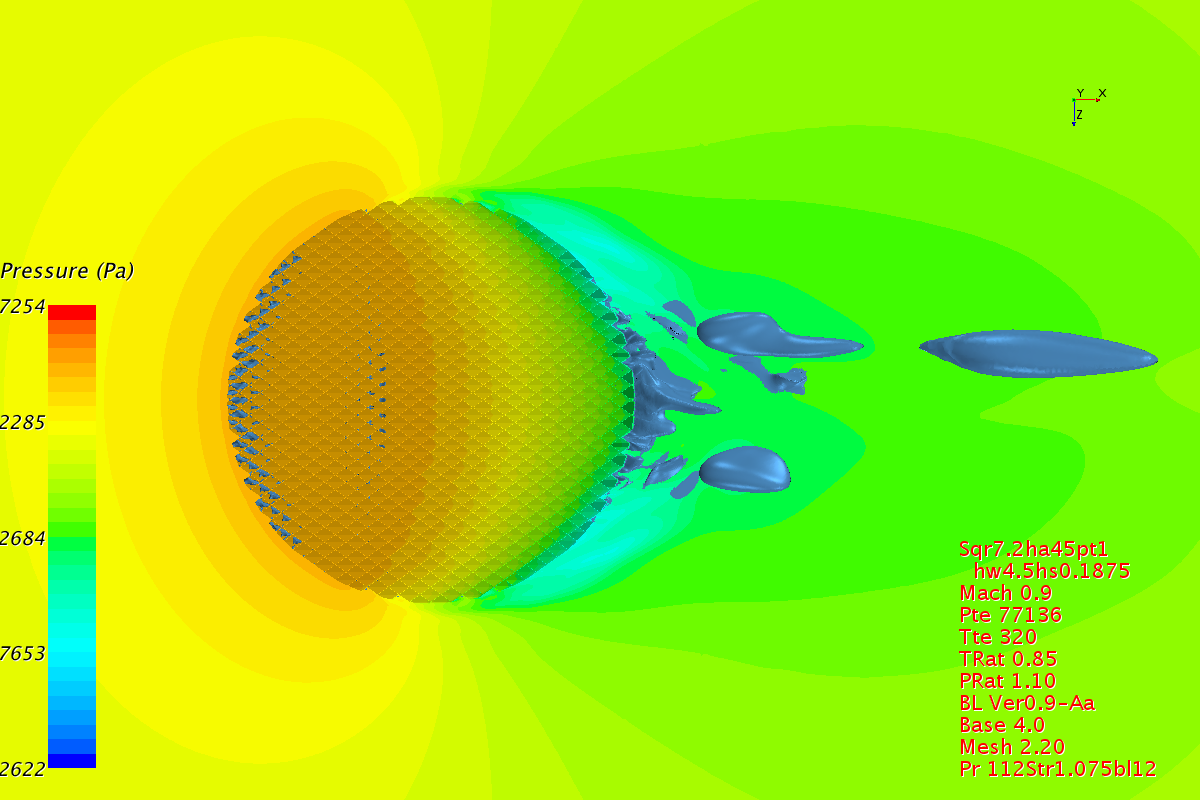 Y X
Z
Pressure (Pa)
7254
2285
2684
7653
2622
Sqr7.2ha45pt1
hw4.5hs0.1875
Mach 0.9
Pte 77136
Tte 320
TRat 0.85
PRat 1.10
BL Ver0.9-Aa
Base 4.0
Mesh 2.20
Pr 112Str1.075bl12